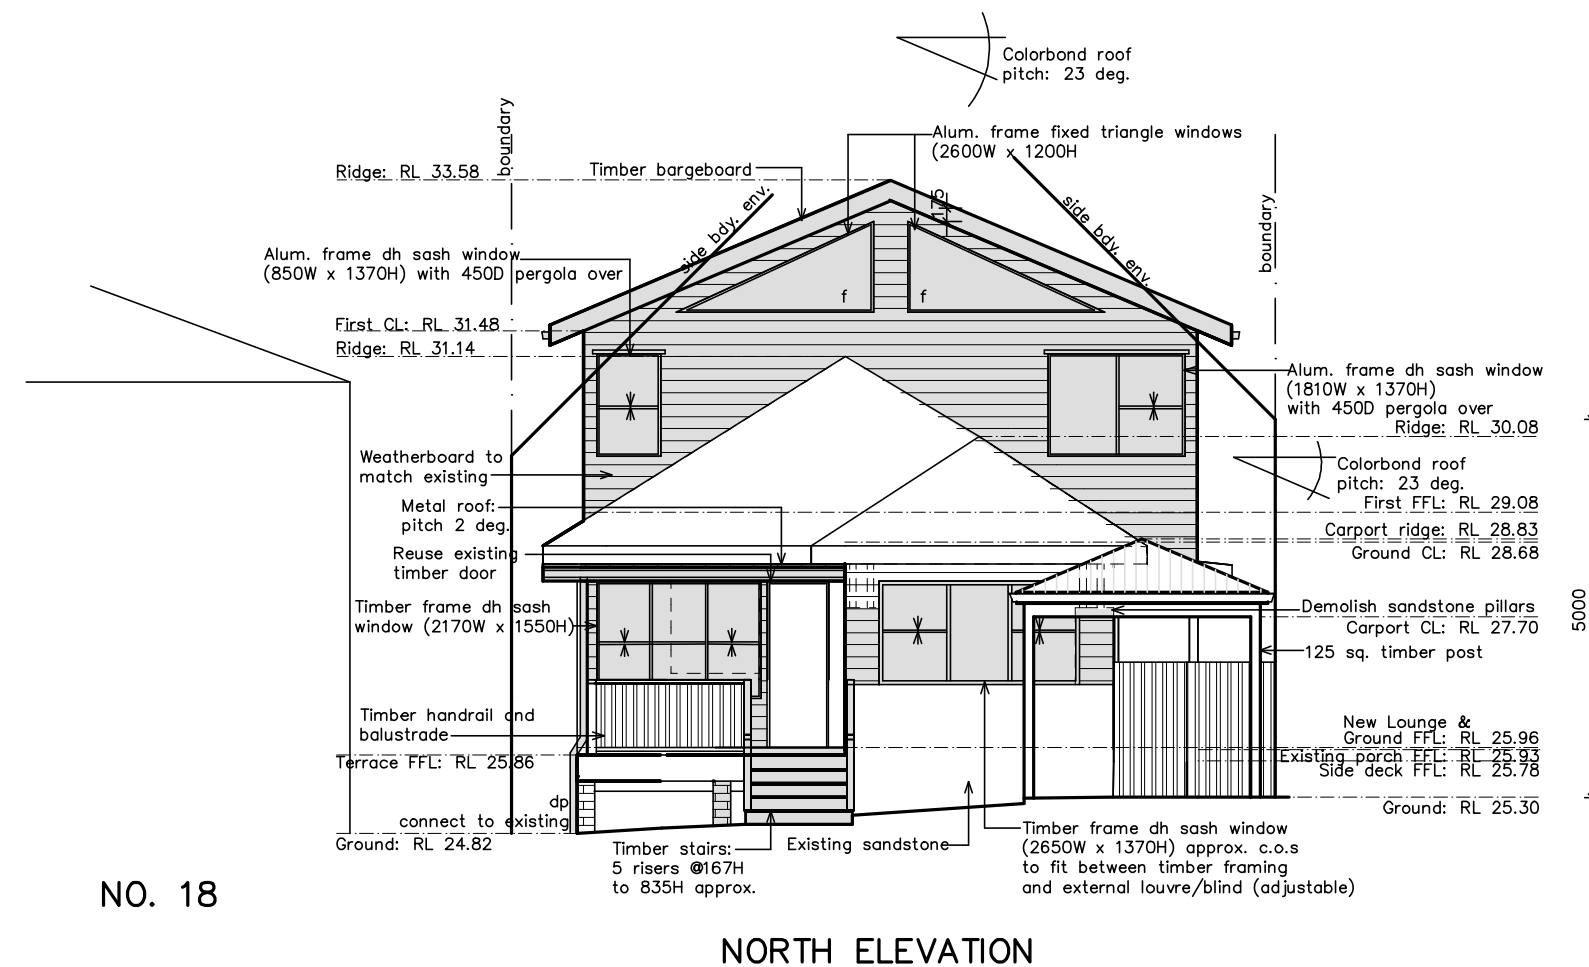 Colorbond roof
pitch: 23 deg.
boundary
Alum. frame fixed triangle windows
(2600W x 1200H
Ridge: RL 33.58
Timber bargeboard
side bdy. env.
175
side bdy. env.
boundary
Alum. frame dh sash window
(850W x 1370H) with 450D pergola over
f
f
First CL: RL 31.48
Ridge: RL 31.14
Alum. frame dh sash window
(1810W x 1370H)
with 450D pergola over
Ridge: RL 30.08
Weatherboard to
match existing
Colorbond roof
pitch: 23 deg.
First FFL: RL 29.08
Metal roof:
pitch 2 deg.
Carport ridge: RL 28.83
Reuse existing
timber door
Ground CL: RL 28.68
Timber frame dh sash
window (2170W x 1550H)
Demolish sandstone pillars
Carport CL: RL 27.70
5000
125 sq. timber post
Timber handrail and
balustrade
New Lounge &
Ground FFL: RL 25.96
Existing porch FFL: RL 25.93
Side deck FFL: RL 25.78
Terrace FFL: RL 25.86
dp
connect to existing
Ground: RL 25.30
Ground: RL 24.82
Timber stairs:
5 risers @167H
to 835H approx.
Existing sandstone
Timber frame dh sash window
(2650W x 1370H) approx. c.o.s
to fit between timber framing
and external louvre/blind (adjustable)
NO. 18
NORTH ELEVATION